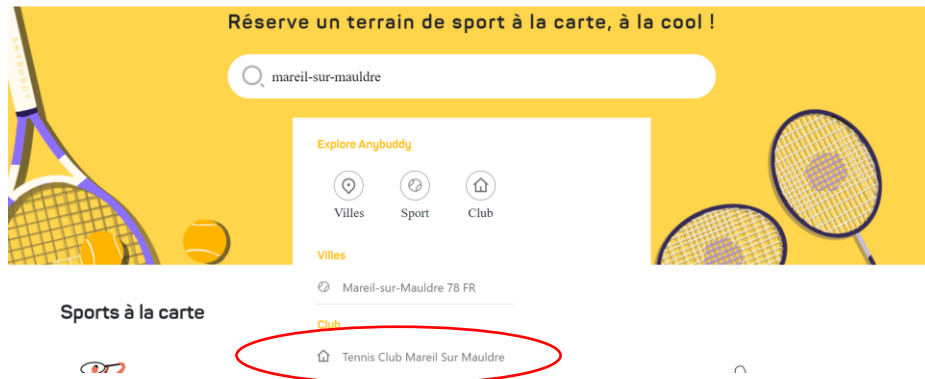 Réserve un terrain de sport à la carte, à la cool !
mareil-sur-mauldre
Explore Anybuddy
Villes Sport Club
Villes
Mareil-sur-Mauldre 78 FR
Club
Tennis Club Mareil Sur Mauldre
Sports à la carte
ANYBUDDY